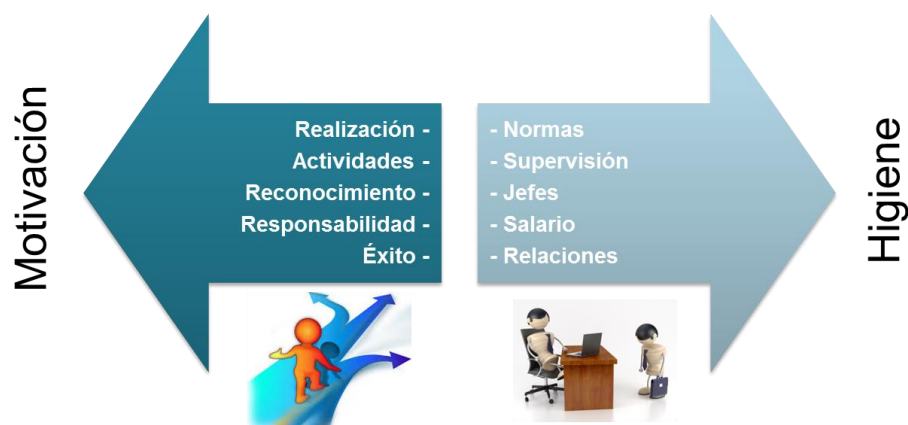 Motivación
Realización -
Actividades -
Reconocimiento -
Responsabilidad -
Éxito -
- Normas
- Supervisión
- Jefes
- Salario
- Relaciones
Higiene